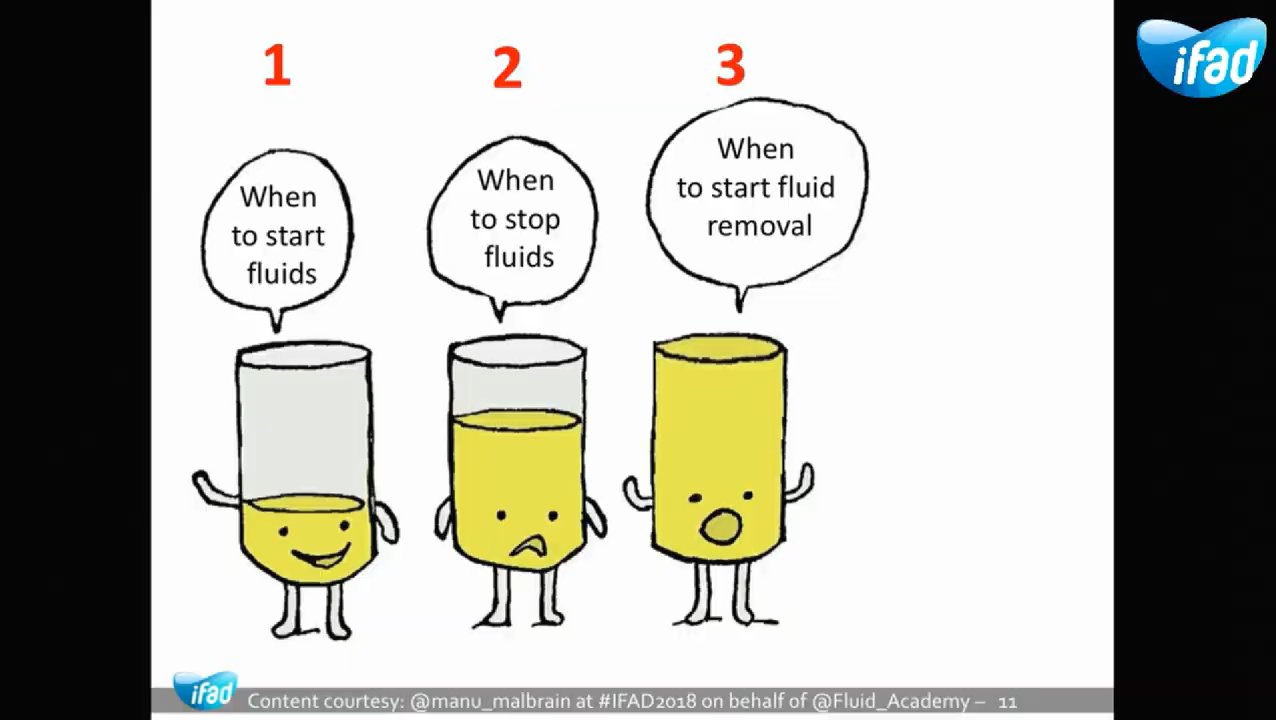 ifad
1
2
3
When
to start
fluids
When
to stop
fluids
When
to start fluid
removal
ifad
Content courtesy: @manu_malbrain at #IFAD2018 on behalf of @Fluid_Academy – 11